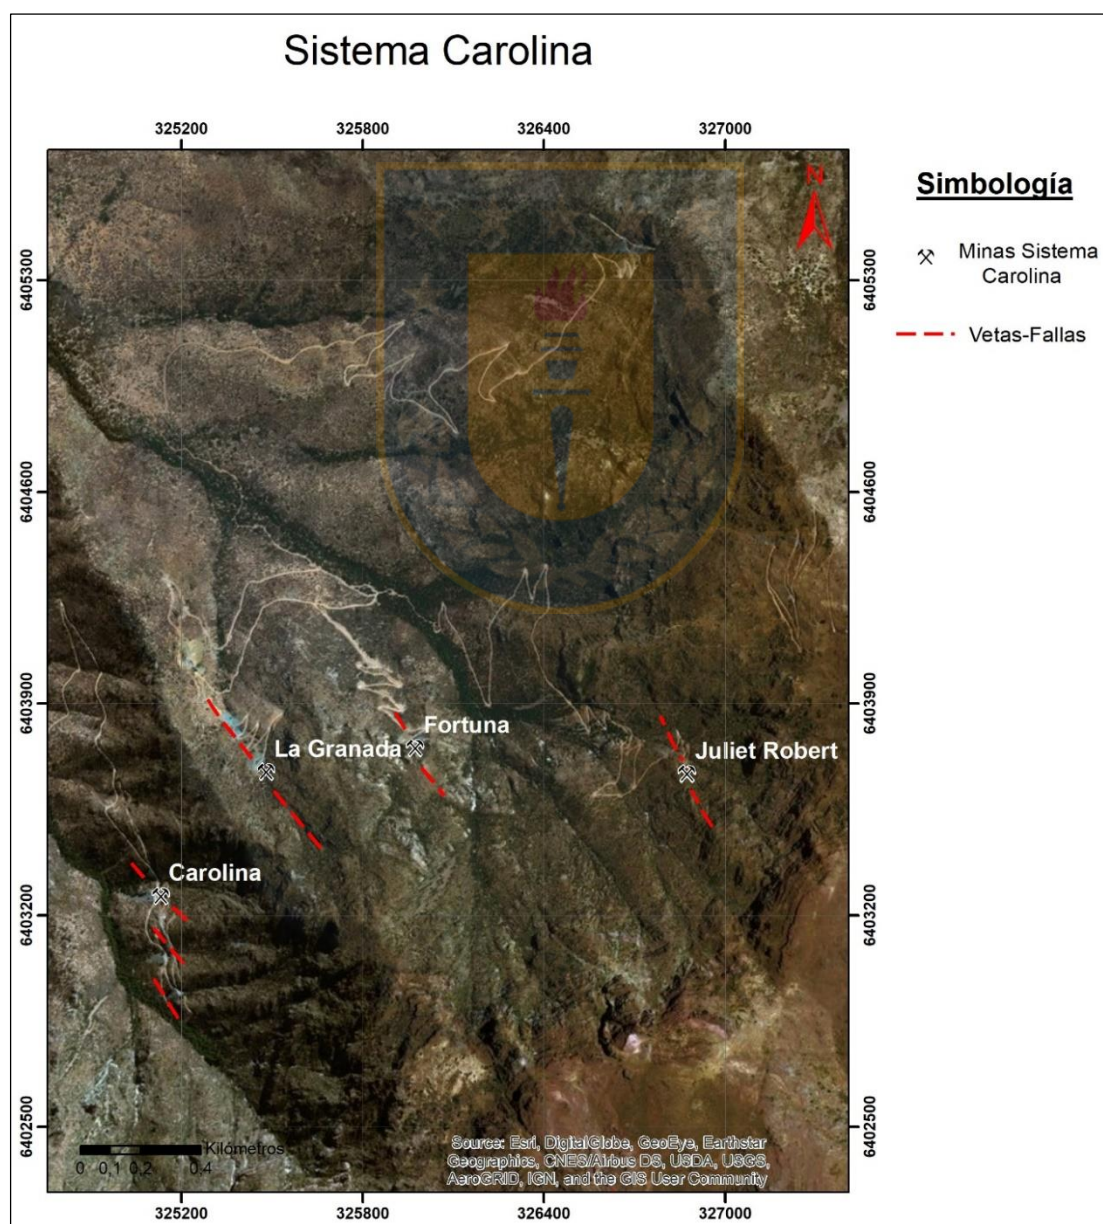 Sistema Carolina
325200 325800 326400 327000
Simbología
N
Minas Sistema
Carolina
Vetas-Fallas
6405300 6405300
6404600 6404600
6403900 6403900
Fortuna
La Granada
Juliet Robert
Carolina
6403200 6403200
6402500 6402500
Kilómetros
0 0,1 0,2 0,4
Source: Esri, DigitalGlobe, GeoEye, Earthstar
Geographics, CNES/Airbus DS, USDA, USGS,
AeroGRID, IGN, and the GIS User Community
325200 325800 326400 327000